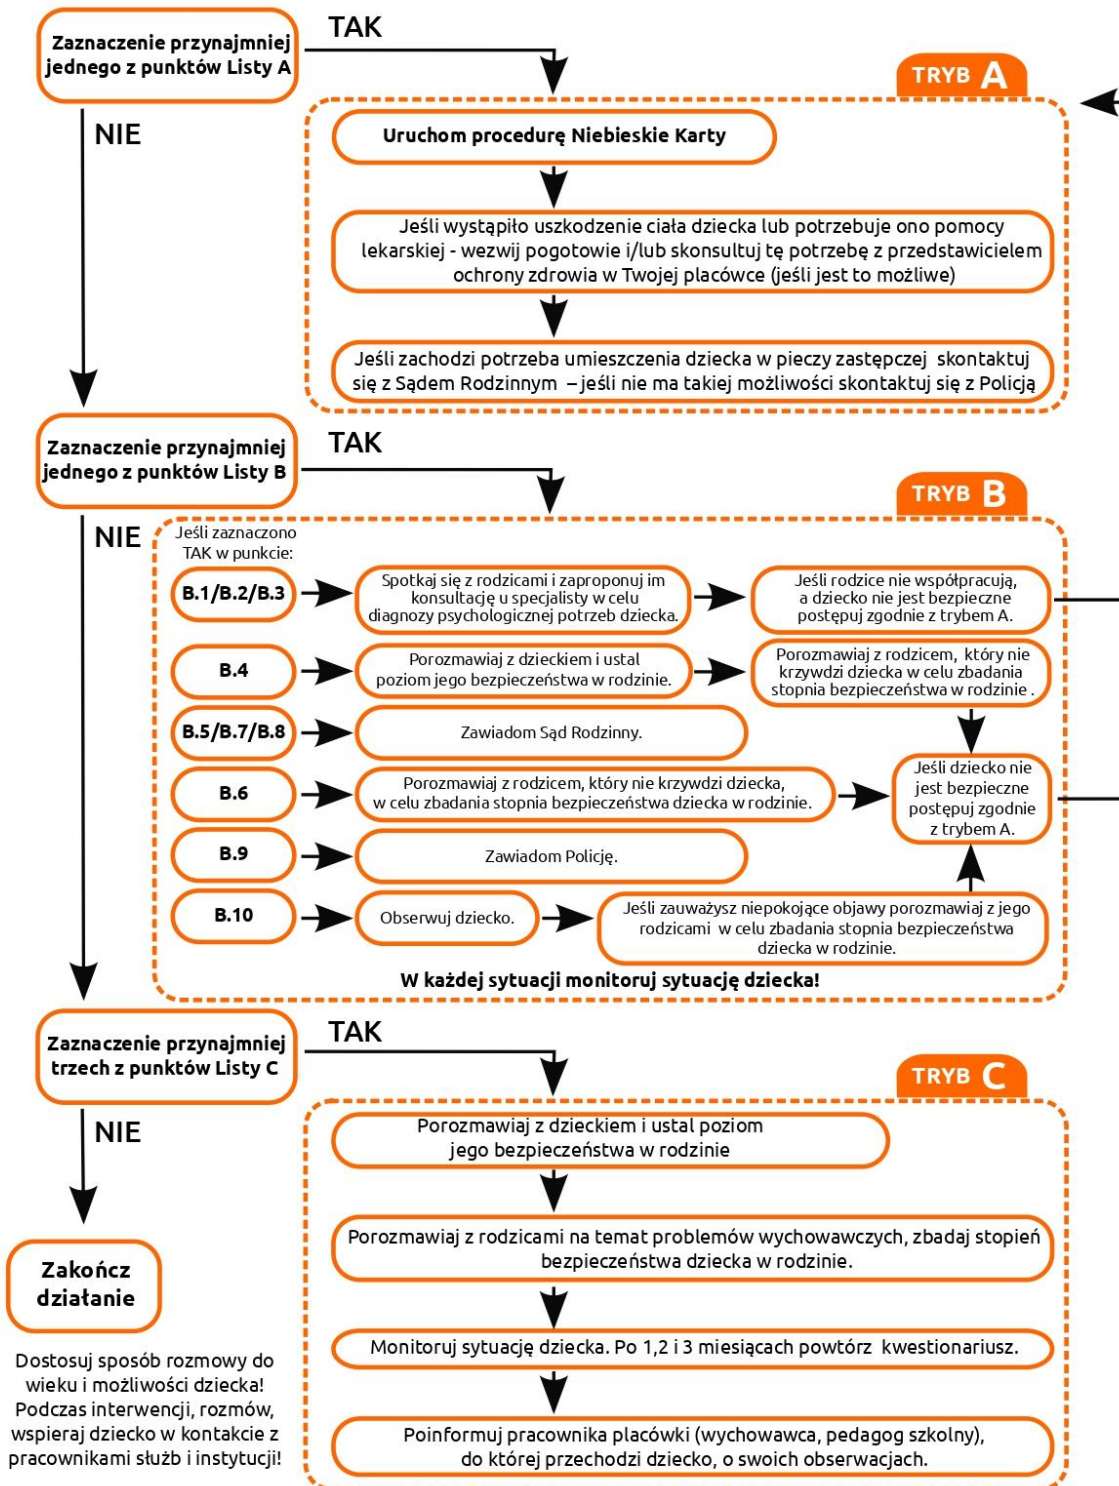 Zaznaczenie przynajmniej
jednego z punktów Listy A
TAK
NIE
TRYB A
Uruchom procedurę Niebieskie Karty
Jeśli wystąpiło uszkodzenie ciała dziecka lub potrzebuje ono pomocy
lekarskiej - wezwij pogotowie i/lub skonsultuj tę potrzebę z przedstawicielem
ochrony zdrowia w Twojej placówce (jeśli jest to możliwe)
Jeśli zachodzi potrzeba umieszczenia dziecka w pieczy zastępczej skontaktuj
się z Sądem Rodzinnym – jeśli nie ma takiej możliwości skontaktuj się z Policją
Zaznaczenie przynajmniej
jednego z punktów Listy B
TAK
NIE
TRYB B
Jeśli zaznaczono
TAK w punkcie:
B.1/B.2/B.3
Spotkaj się z rodzicami i zaproponuj im
konsultację u specjalisty w celu
diagnozy psychologicznej potrzeb dziecka.
Jeśli rodzice nie współpracują,
a dziecko nie jest bezpieczne
postępuj zgodnie z trybem A.
B.4
Porozmawiaj z dzieckiem i ustal
poziom jego bezpieczeństwa w rodzinie.
Porozmawiaj z rodzicem, który nie
krzywdzi dziecka w celu zbadania
stopnia bezpieczeństwa w rodzinie .
B.5/B.7/B.8
Zawiadom Sąd Rodzinny.
B.6
Porozmawiaj z rodzicem, który nie krzywdzi dziecka,
w celu zbadania stopnia bezpieczeństwa dziecka w rodzinie.
Jeśli dziecko nie
jest bezpieczne
postępuj zgodnie
z trybem A.
B.9
Zawiadom Policję.
B.10
Obserwuj dziecko.
Jeśli zauważysz niepokojące objawy porozmawiaj z jego
rodzicami w celu zbadania stopnia bezpieczeństwa
dziecka w rodzinie.
W każdej sytuacji monitoruj sytuację dziecka!
Zaznaczenie przynajmniej
trzech z punktów Listy C
TAK
NIE
TRYB C
Porozmawiaj z dzieckiem i ustal poziom
jego bezpieczeństwa w rodzinie
Porozmawiaj z rodzicami na temat problemów wychowawczych, zbadaj stopień
bezpieczeństwa dziecka w rodzinie.
Monitoruj sytuację dziecka. Po 1,2 i 3 miesiącach powtórz kwestionariusz.
Poinformuj pracownika placówki (wychowawca, pedagog szkolny),
do której przechodzi dziecko, o swoich obserwacjach.
Zakończ
działanie
Dostosuj sposób rozmowy do
wieku i możliwości dziecka!
Podczas interwencji, rozmów,
wspieraj dziecko w kontakcie z
pracownikami służb i instytucji!